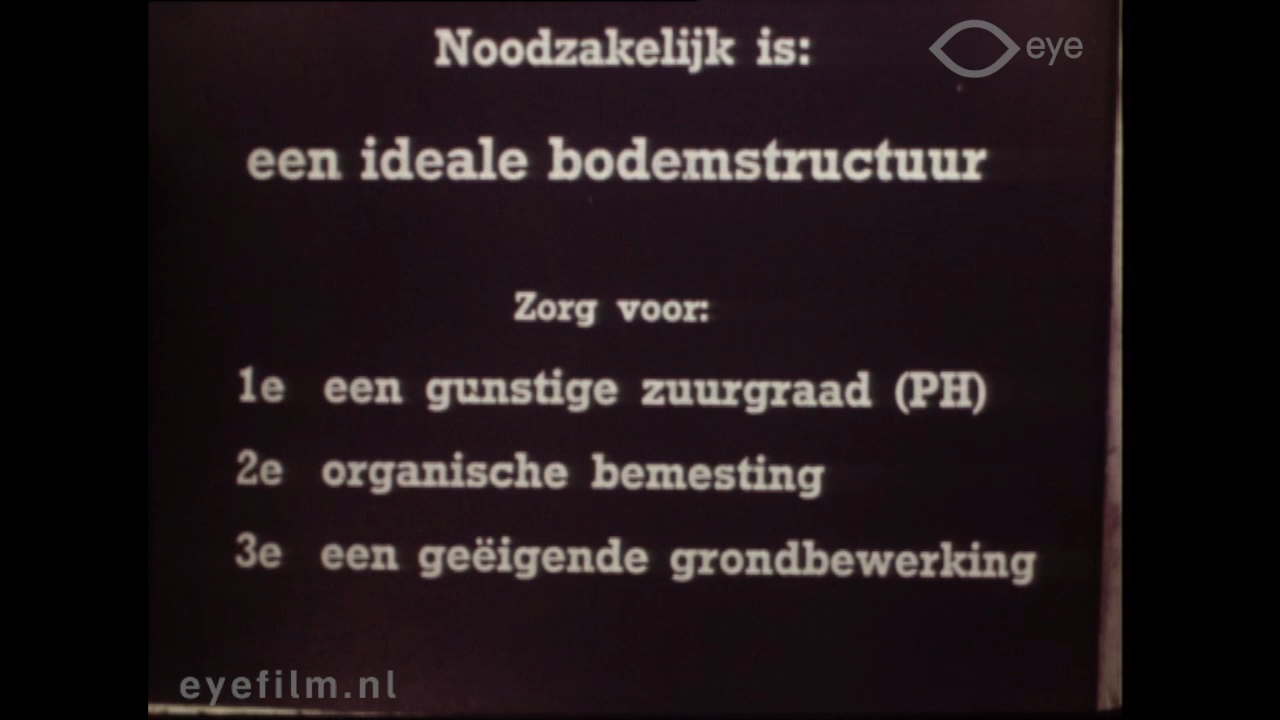 Noodzakelijk is:
eye
een ideale bodemstructuur
Zorg voor:
1e een gunstige zuurgraad (PH)
2e organische bemesting
3e een geëigende grondbewerking
eyefilm.nl